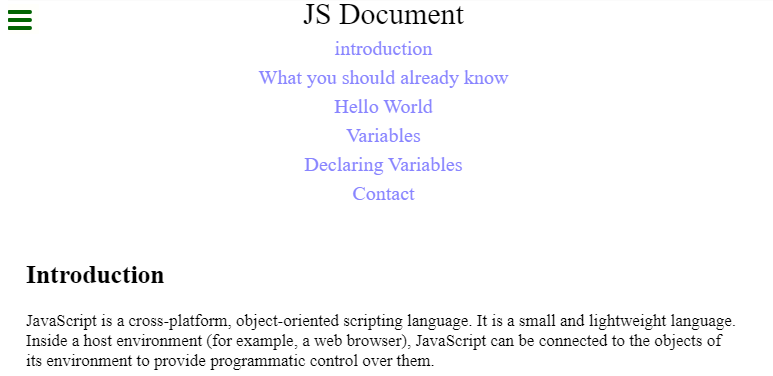 JS Document
introduction
What you should already know
Hello World
Variables
Declaring Variables
Contact
Introduction
JavaScript is a cross-platform, object-oriented scripting language. It is a small and lightweight language.
Inside a host environment (for example, a web browser), JavaScript can be connected to the objects of
its environment to provide programmatic control over them.